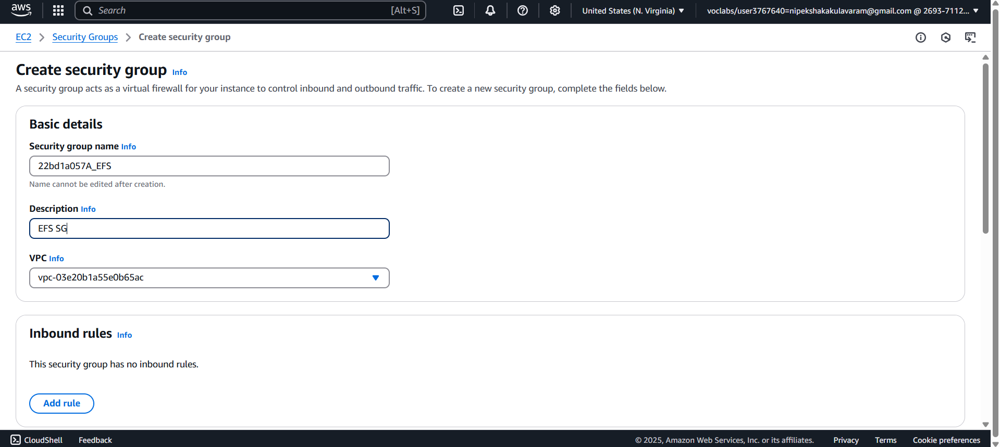 aws
Search [Alt+S]
United States (N. Virginia)
voclabs/user3767640=nipekshakakulavaram@gmail.com @ 2693-7112...
EC2 > Security Groups > Create security group
Create security group Info
A security group acts as a virtual firewall for your instance to control inbound and outbound traffic. To create a new security group, complete the fields below.
Basic details
Security group name Info
22bd1a057A_EFS
Name cannot be edited after creation.
Description Info
EFS SG
VPC Info
vpc-03e20b1a55e0b65ac
Inbound rules Info
This security group has no inbound rules.
Add rule
CloudShell Feedback © 2025, Amazon Web Services, Inc. or its affiliates. Privacy Terms Cookie preferences